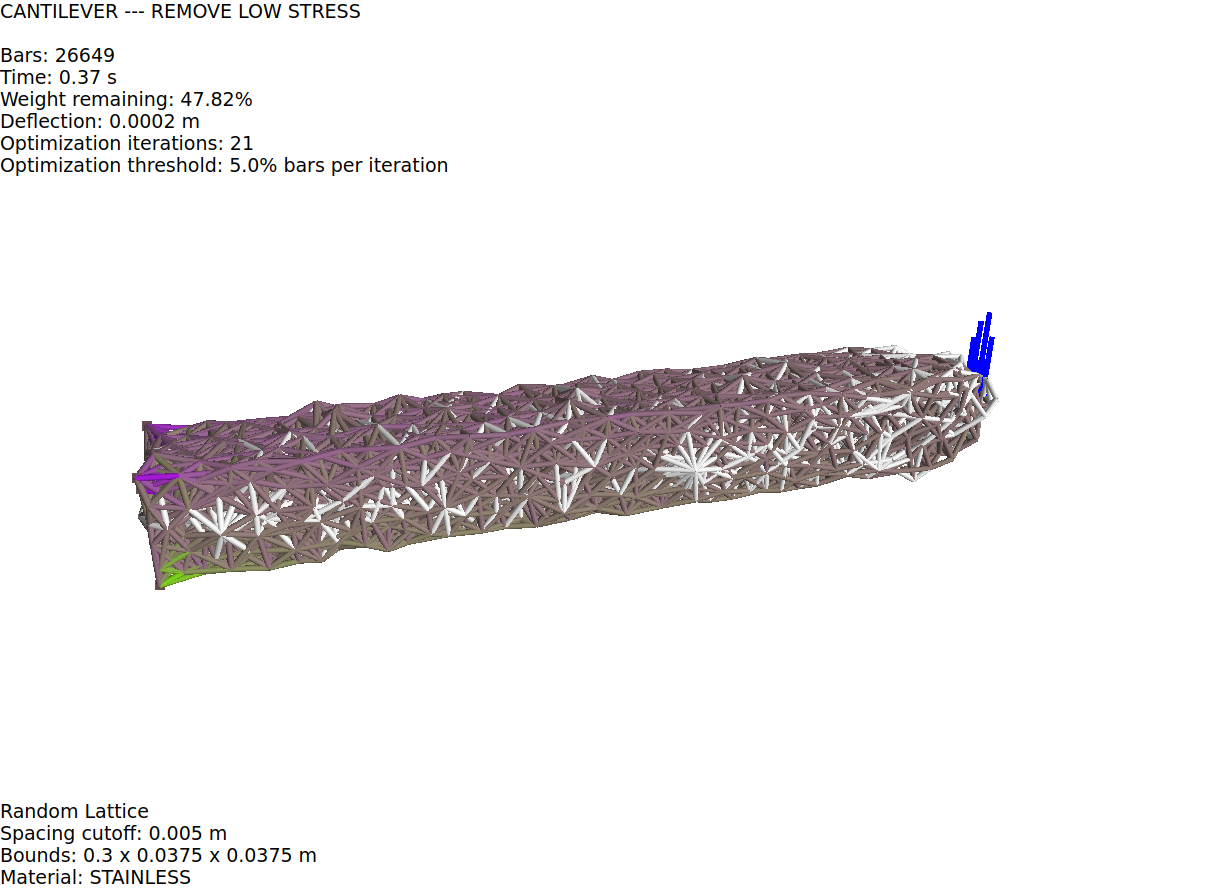 CANTILEVER --- REMOVE LOW STRESS
Bars: 26649
Time: 0.37 s
Weight remaining: 47.82%
Deflection: 0.0002 m
Optimization iterations: 21
Optimization threshold: 5.0% bars per iteration
Random Lattice
Spacing cutoff: 0.005 m
Bounds: 0.3 x 0.0375 x 0.0375 m
Material: STAINLESS